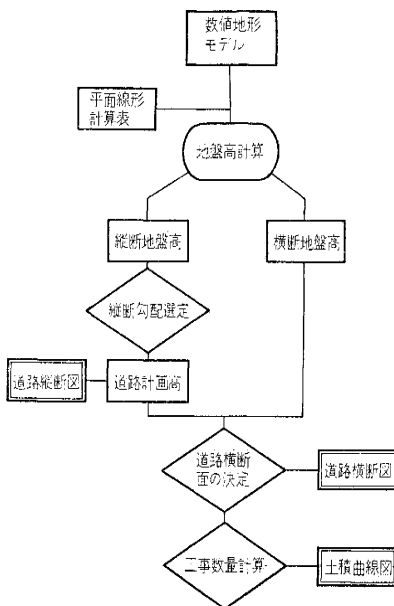 数値地形
モデル
平面線形
計算表
地盤高計算
縦断地盤高
横断地盤高
縦断勾配選定
道路縦断図
道路計画高
道路横断
面の決定
道路横断図
工事数量計算
土積曲線図